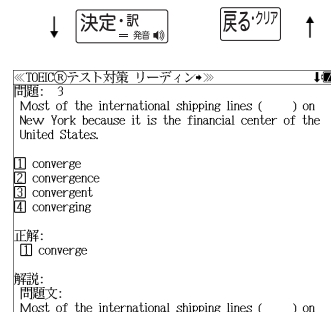 ↓ 決定・訳 = 発音 戻る・クリア ↑
≪TOEIC®テスト対策 リーディン➧≫
問題: 3
Most of the international shipping lines (　　) on
New York because it is the financial center of the
United States.
1 converge
2 convergence
3 convergent
4 converging
正解:
1 converge
解説:
問題文:
Most of the international shipping lines (　　) on